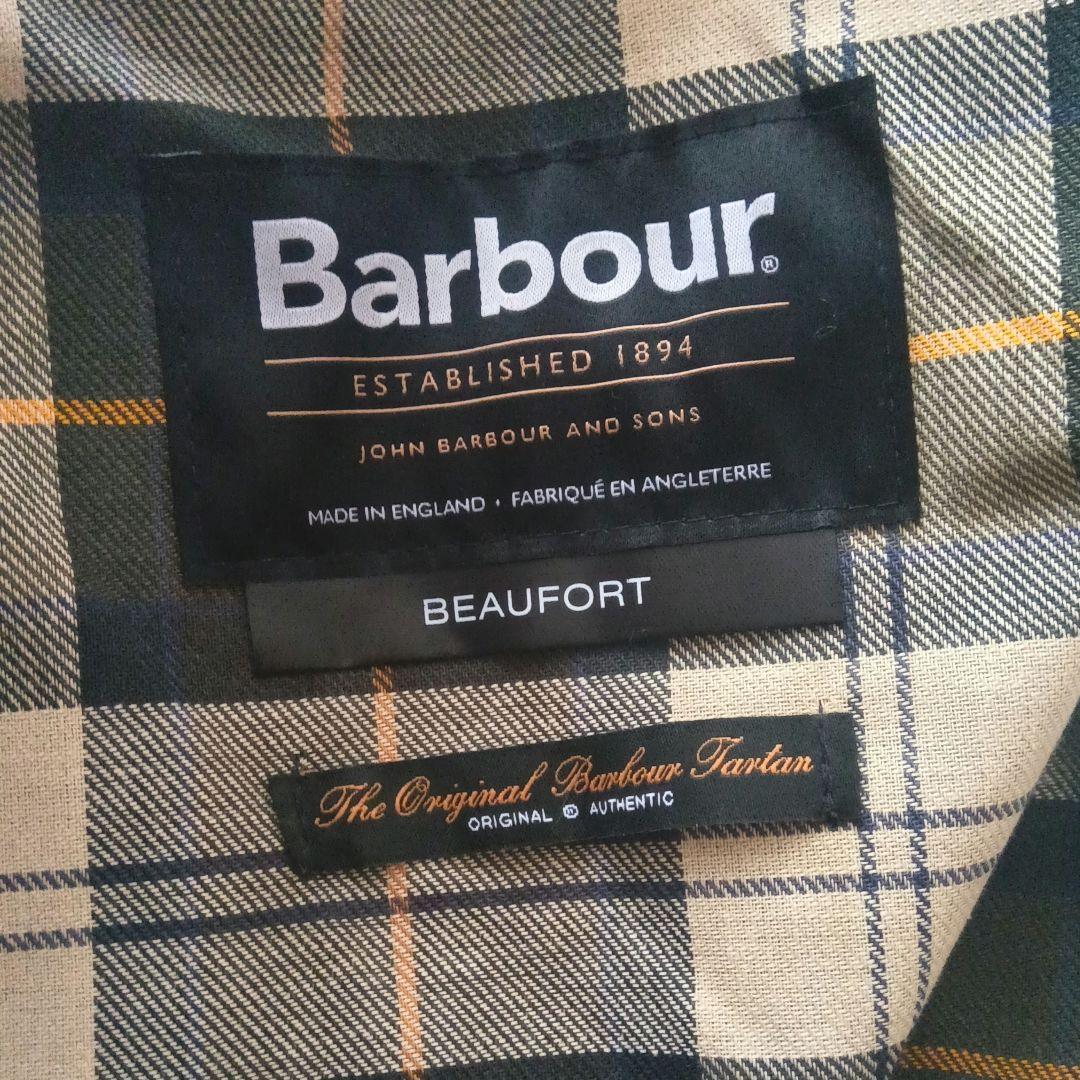 Barbour®
ESTABLISHED 1894
JOHN BARBOUR AND SONS
MADE IN ENGLAND • FABRIQUÉ EN ANGLETERRE
BEAUFORT
The Original Barbour Tartan
ORIGINAL AUTHENTIC